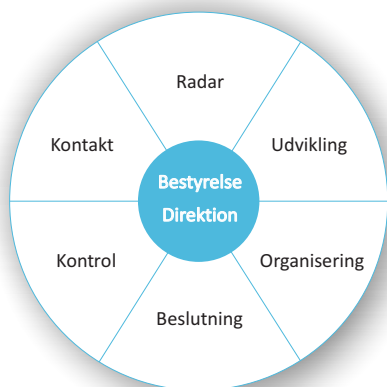 Radar
Kontakt
Udvikling
Bestyrelse
Direktion
Kontrol
Organisering
Beslutning